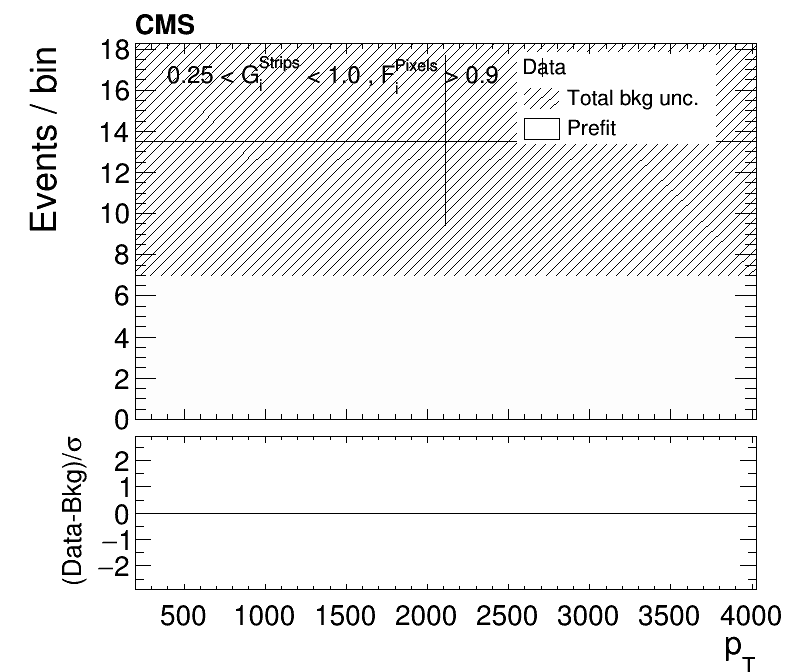 CMS
0.25 < G_i^Strips < 1.0 , F_i^Pixels > 0.9
Data
Total bkg unc.
Prefit
Events / bin
18
16
14
12
10
8
6
4
2
0
(Data-Bkg)/σ
2
1
0
−1
−2
500 1000 1500 2000 2500 3000 3500 4000
p_T